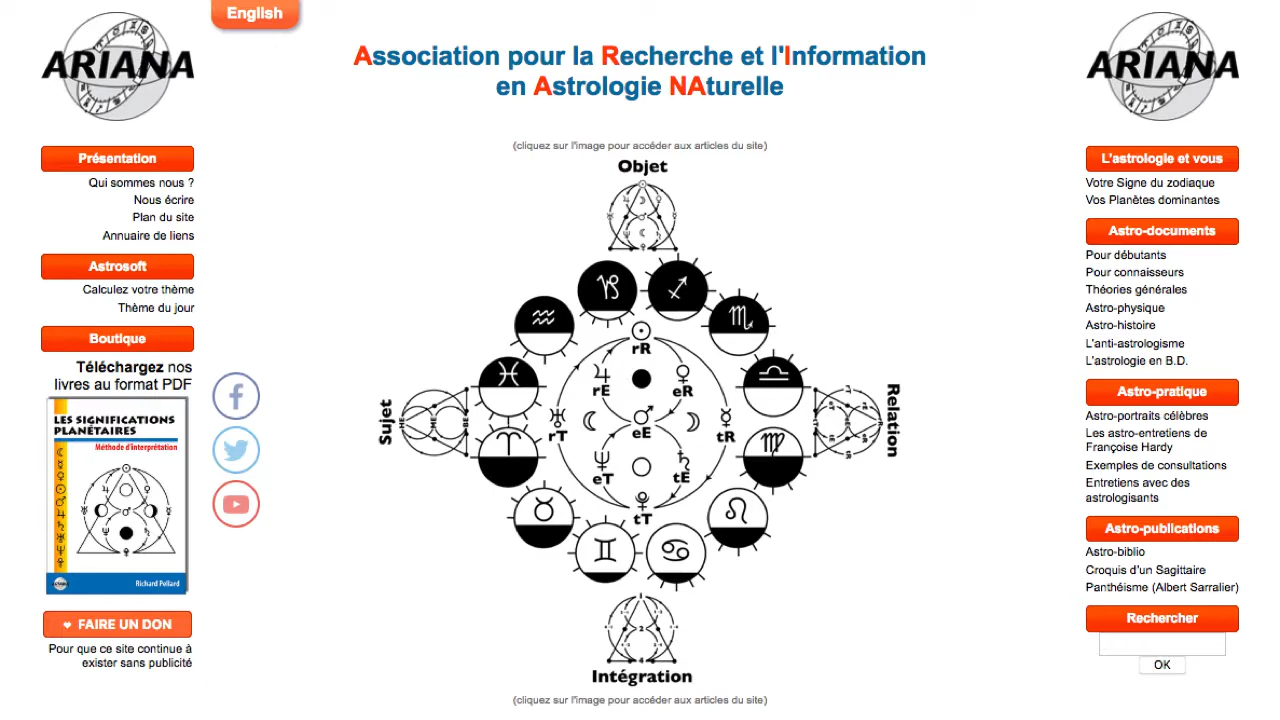 English
ARIANA
Association pour la Recherche et l'Information
en Astrologie NAturelle
ARIANA
Présentation
Qui sommes nous ?
Nous écrire
Plan du site
Annuaire de liens
Astrosoft
Calculez votre thème
Thème du jour
Boutique
Téléchargez nos
livres au format PDF
LES SIGNIFICATIONS
PLANÉTAIRES
Méthode d'interprétation
Richard Pellard
❤ FAIRE UN DON
Pour que ce site continue à
exister sans publicité
(cliquez sur l'image pour accéder aux articles du site)
Objet
rR
rE
eR
Sujet
rT
eE
tR
Relation
eT
tE
tT
Intégration
(cliquez sur l'image pour accéder aux articles du site)
L'astrologie et vous
Votre Signe du zodiaque
Vos Planètes dominantes
Astro-documents
Pour débutants
Pour connaisseurs
Théories générales
Astro-physique
Astro-histoire
L'anti-astrologisme
L'astrologie en B.D.
Astro-pratique
Astro-portraits célèbres
Les astro-entretiens de
Françoise Hardy
Exemples de consultations
Entretiens avec des
astrologisants
Astro-publications
Astro-biblio
Croquis d'un Sagittaire
Panthéisme (Albert Sarralier)
Rechercher
OK